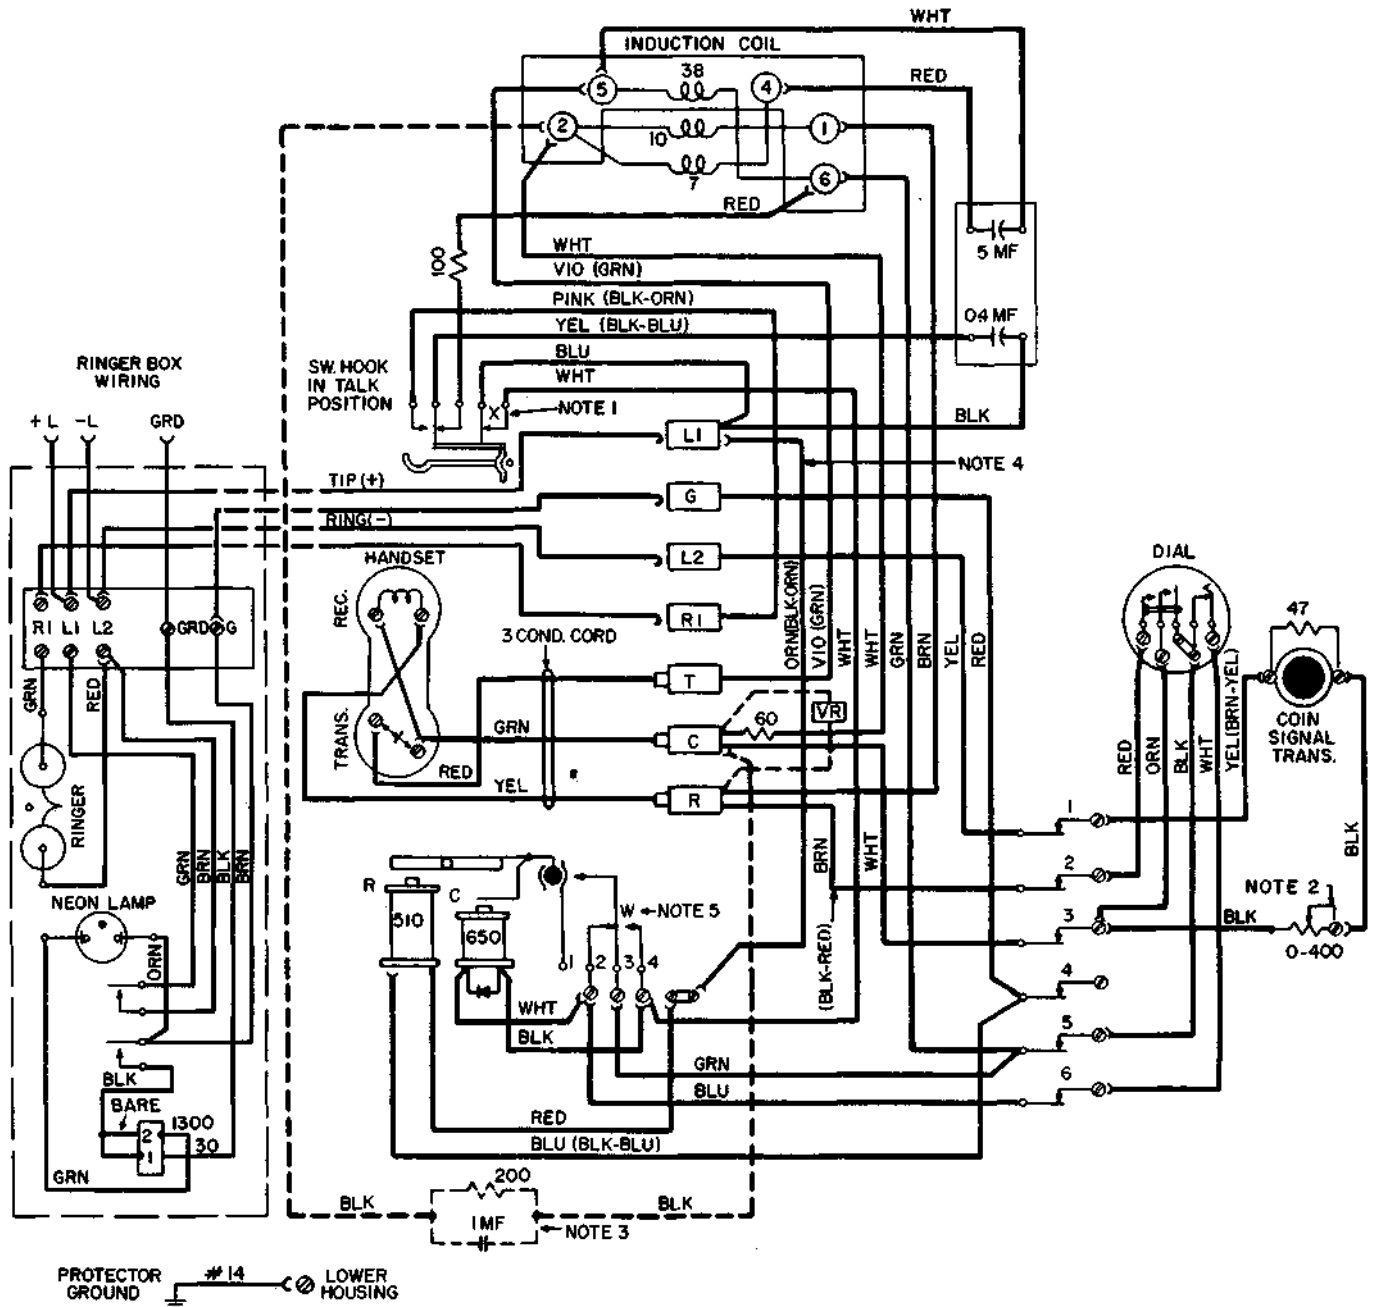 WHT
INDUCTION COIL
38
5
4
RED
2
10
1
7
6
RED
5 MF
04 MF
100
WHT
VIO (GRN)
PINK (BLK-ORN)
YEL (BLK-BLU)
BLU
WHT
BLK
RINGER BOX
WIRING
SW. HOOK
IN TALK
POSITION
X
NOTE 1
+L
-L
GRD
L1
NOTE 4
TIP (+)
G
RING(-)
HANDSET
L2
DIAL
REC.
R1
L1
L2
GRD
G
3 COND. CORD
R1
ORN(BLK-ORN)
VIO (GRN)
WHT
WHT
GRN
BRN
YEL
RED
47
GRN
RED
T
TRANS.
GRN
C
60
VR
RED
YEL
R
RED
ORN
BLK
WHT
YEL(BRN-YEL)
COIN
SIGNAL
TRANS.
RINGER
1
BLK
GRN
BRN
BLK
BRN
BRN
WHT
2
NEON LAMP
R
C
510
650
W
NOTE 5
NOTE 2
3
BLK
0-400
ORN
1
2
3
4
(BLK-RED)
4
WHT
BLK
5
GRN
6
BLU
BLK
BARE
1300
2
30
1
RED
BLU (BLK-BLU)
GRN
200
BLK
BLK
1MF
NOTE 3
PROTECTOR
GROUND
#14
LOWER
HOUSING